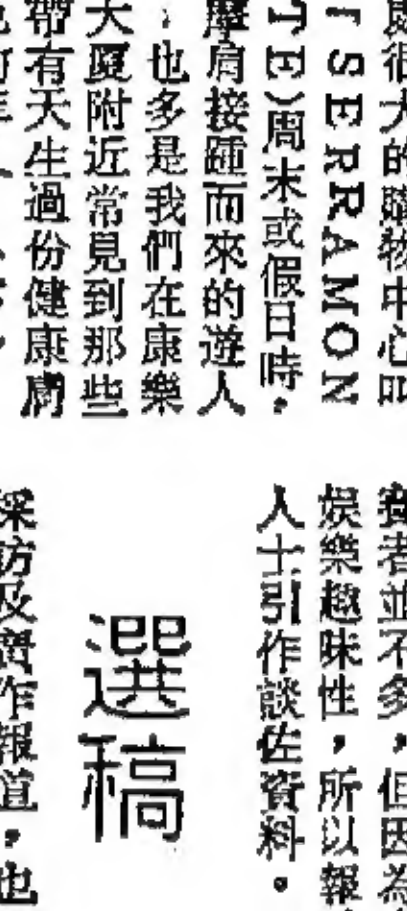 既很大的購物中心叫
SERRAMON
TE)周末或假日時,
摩肩接踵而來的遊人
,也多是我們在康樂
大廈附近常見到那些
帶有天生過份健康膚
者並不多,但因為
娛樂趣味性,所以報
人士引作談佐資料。
選稿
採訪及寫作報道,也